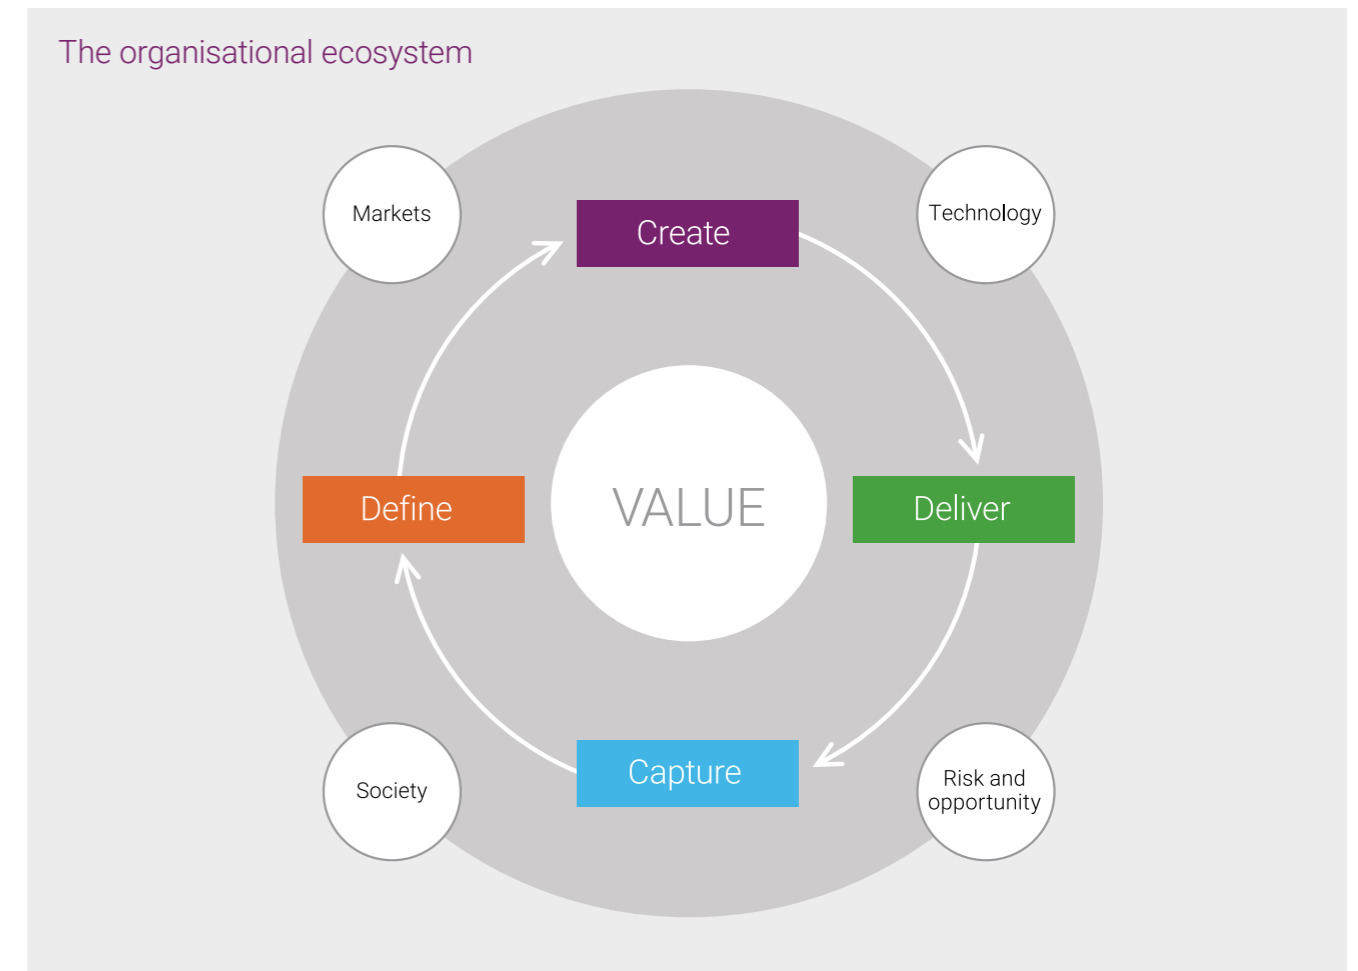 The organisational ecosystem
Markets
Technology
Create
Define
VALUE
Deliver
Capture
Society
Risk and
opportunity